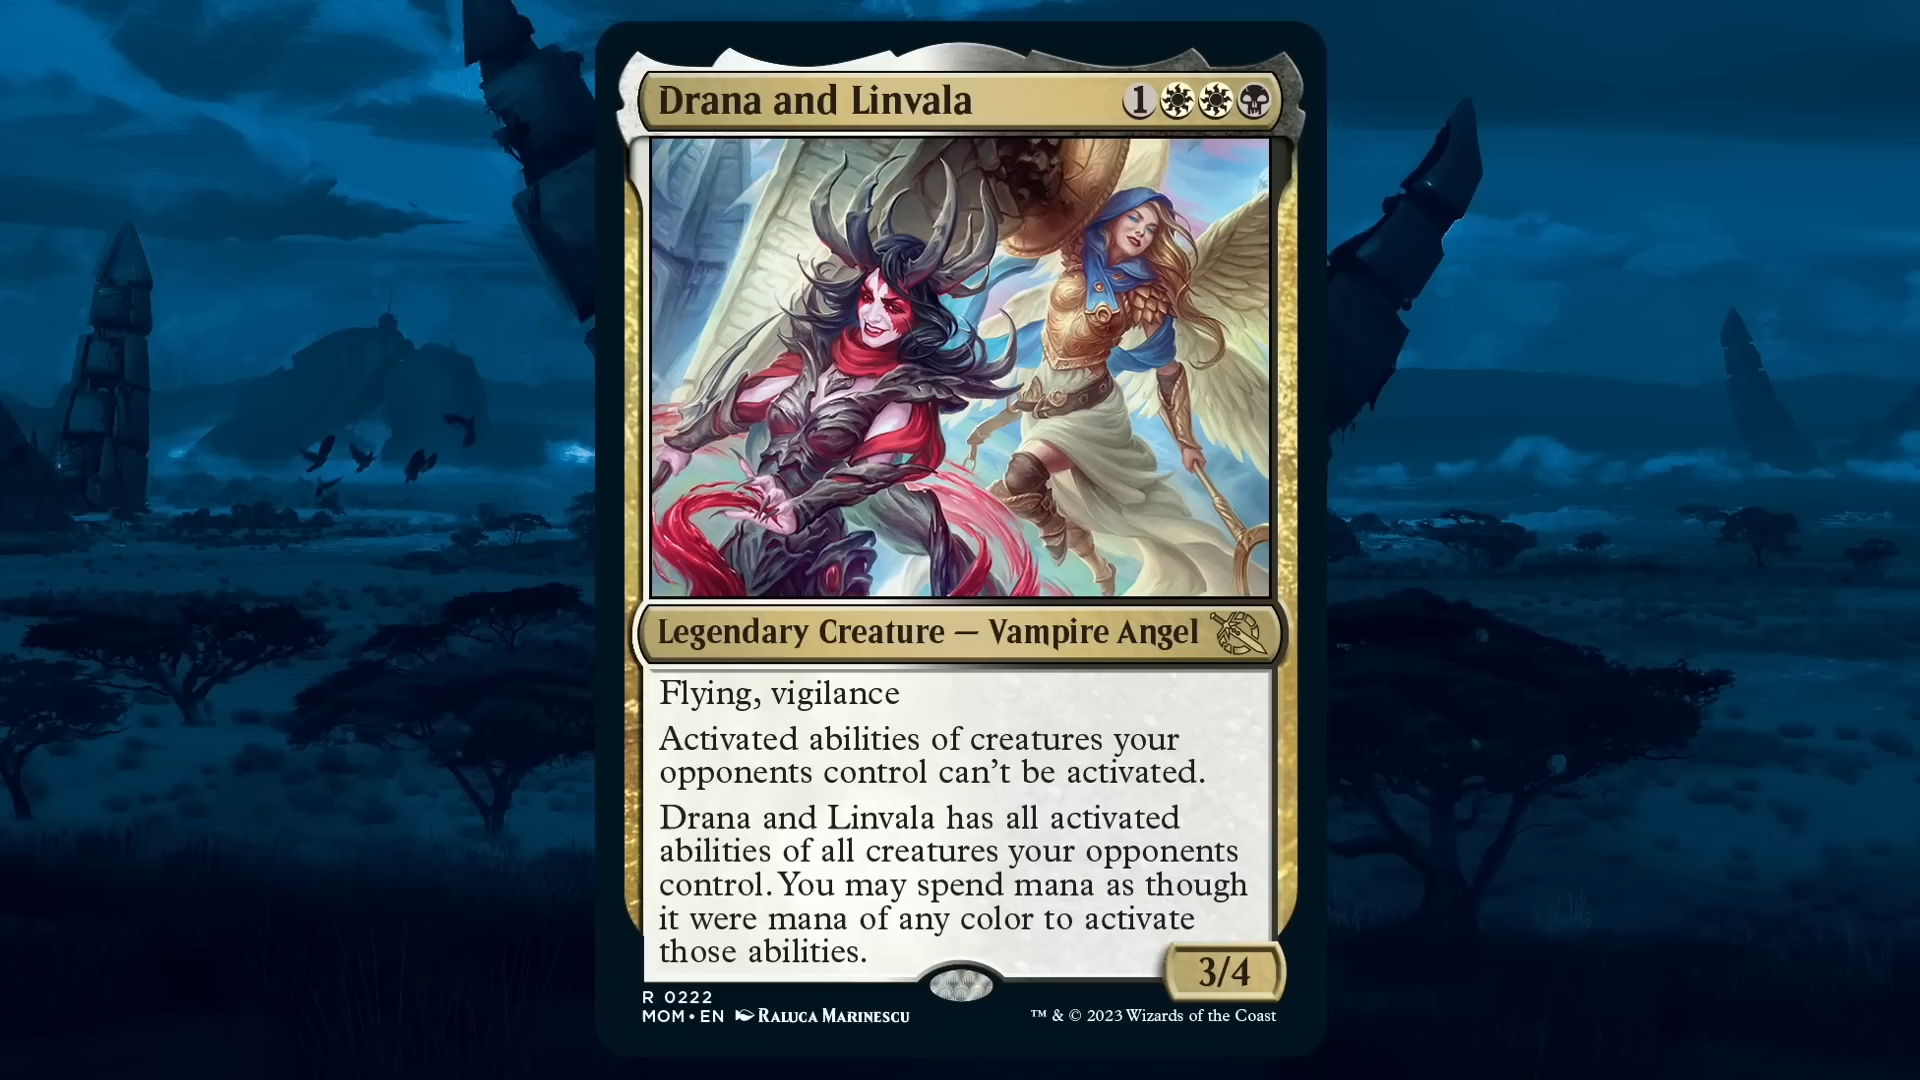 Drana and Linvala 1
Legendary Creature — Vampire Angel
Flying, vigilance
Activated abilities of creatures your
opponents control can't be activated.
Drana and Linvala has all activated
abilities of all creatures your opponents
control. You may spend mana as though
it were mana of any color to activate
those abilities.
3/4
R 0222
MOM • EN Raluca Marinescu
™ & © 2023 Wizards of the Coast